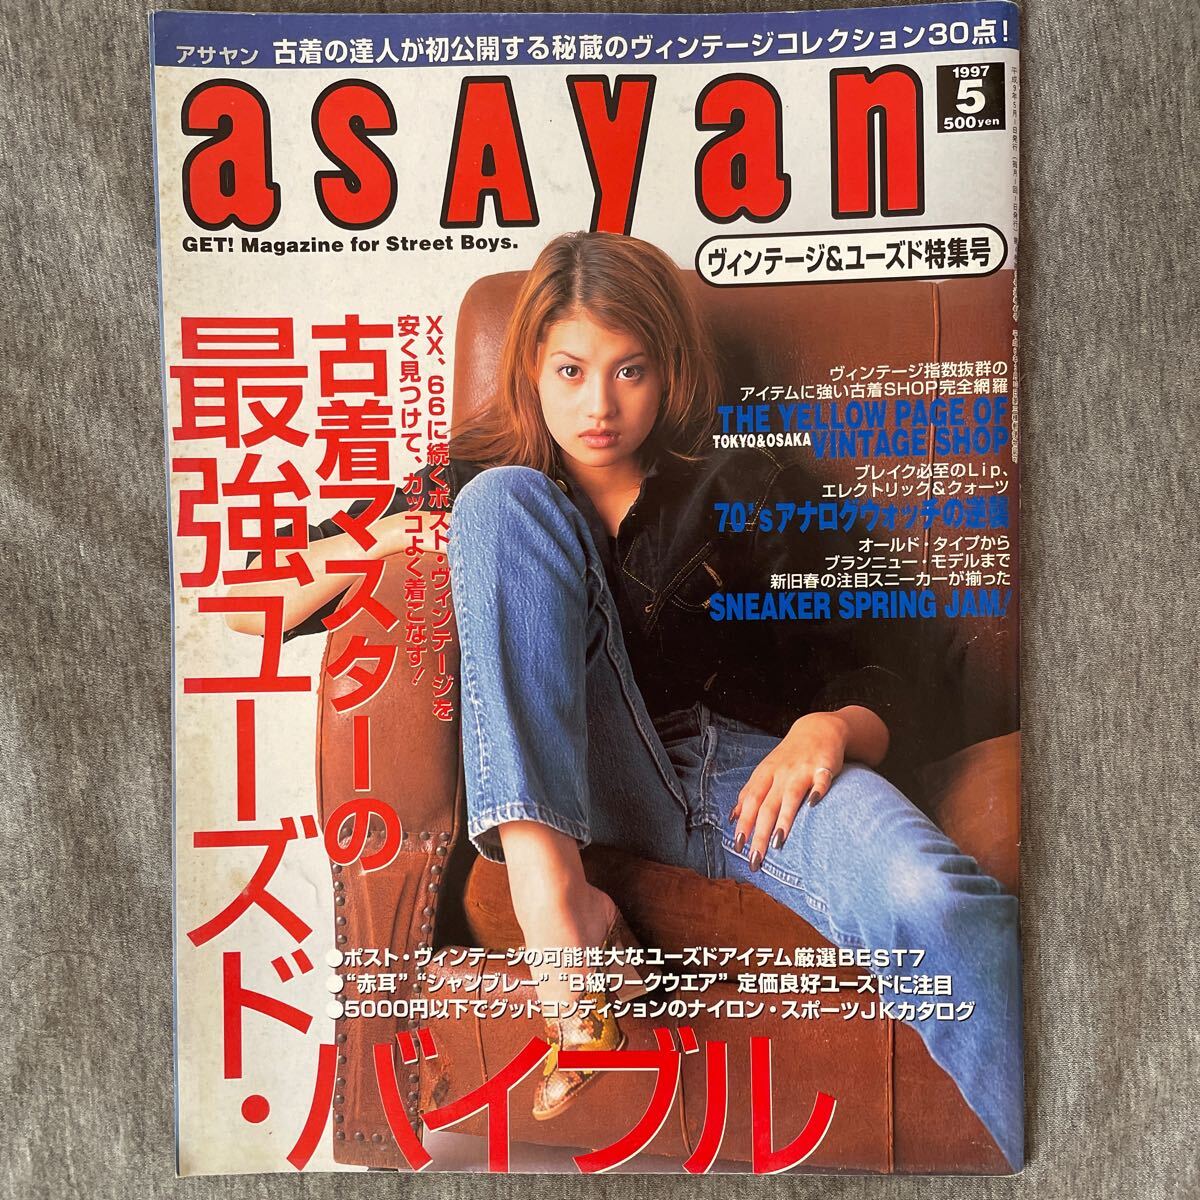 アサヤン 古着の達人が初公開する秘蔵のヴィンテージコレクション30点!
asAyan
1997
5
500yen
GET! Magazine for Street Boys.
ヴィンテージ&ユーズド特集号
XX、66に続くポスト・ヴィンテージを
安く見つけて、カッコよく着こなす!
古着マスターの
最強ユーズド・バイブル
ヴィンテージ指数抜群の
アイテムに強い古着SHOP完全網羅
THE YELLOW PAGE OF
TOKYO&OSAKA VINTAGE SHOP
ブレイク必至のLip、
エレクトリック&クォーツ
70'sアナログウォッチの逆襲
オールド・タイプから
ブランニュー・モデルまで
新旧春の注目スニーカーが揃った
SNEAKER SPRING JAM!
●ポスト・ヴィンテージの可能性大なユーズドアイテム厳選BEST7
●“赤耳”“シャンブレー”“B級ワークウエア”定価良好ユーズドに注目
●5000円以下でグッドコンディションのナイロン・スポーツJKカタログ